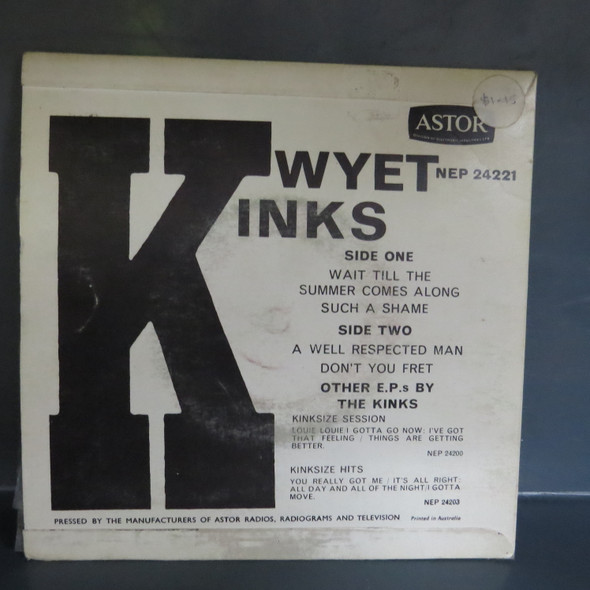 ASTOR
KWYET
NEP 24221
KINKS
SIDE ONE
WAIT TILL THE
SUMMER COMES ALONG
SUCH A SHAME
SIDE TWO
A WELL RESPECTED MAN
DON'T YOU FRET
OTHER E.P.s BY
THE KINKS
KINKSIZE SESSION
LOUIE LOUIE / I GOTTA GO NOW: I'VE GOT
THAT FEELING / THINGS ARE GETTING
BETTER.
NEP 24200
KINKSIZE HITS
YOU REALLY GOT ME / IT'S ALL RIGHT:
ALL DAY AND ALL OF THE NIGHT / I GOTTA
MOVE.
NEP 24203
PRESSED BY THE MANUFACTURERS OF ASTOR RADIOS, RADIOGRAMS AND TELEVISION
Printed in Australia